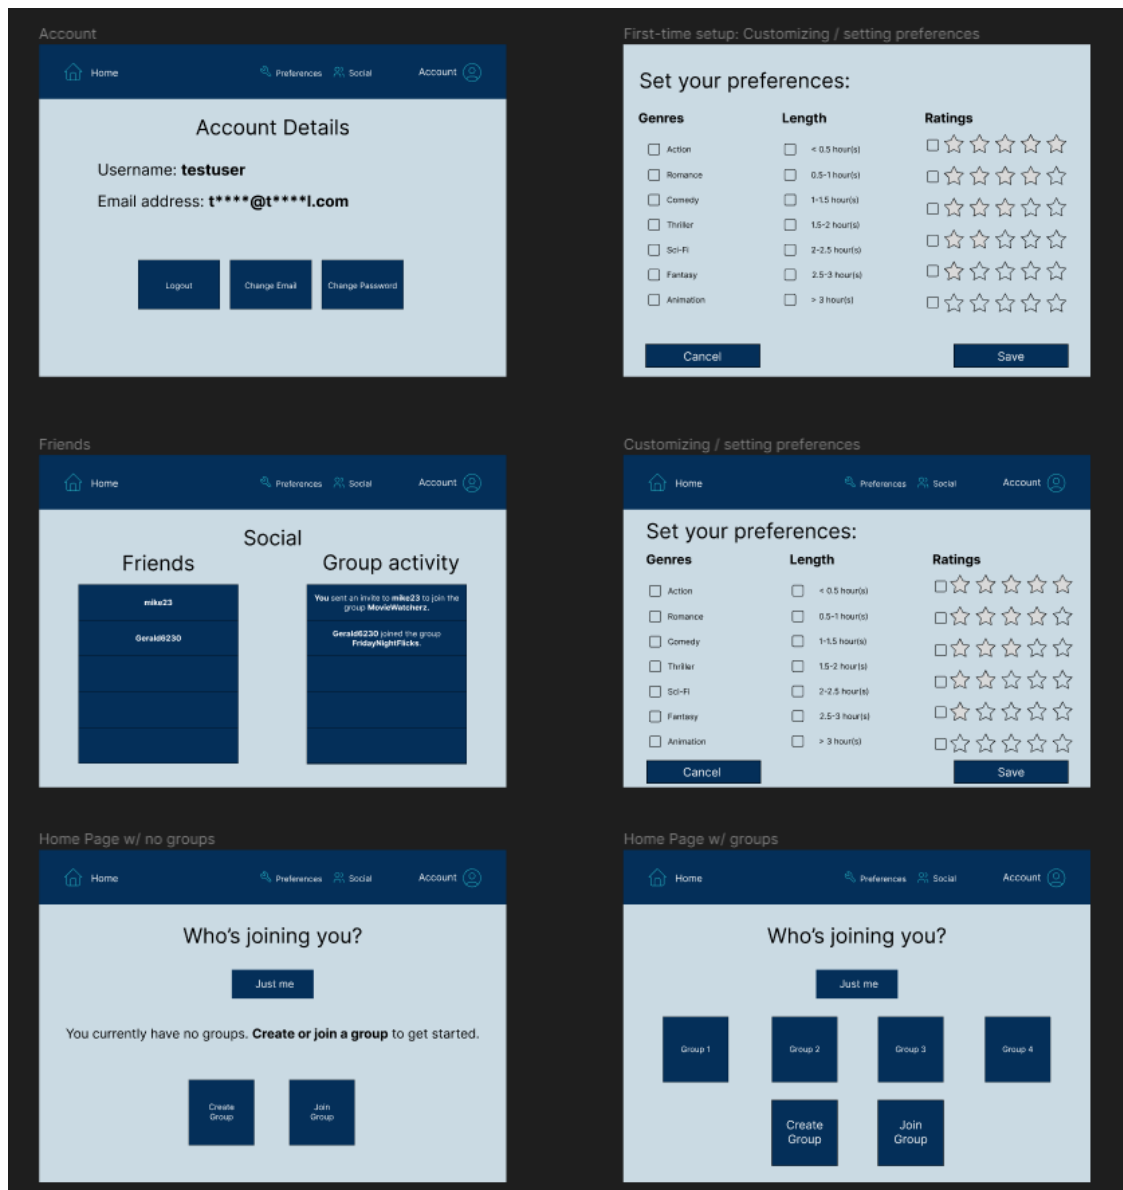 Account
Home Preferences Social Account
Account Details
Username: testuser
Email address: t****@t****l.com
Logout Change Email Change Password
First-time setup: Customizing / setting preferences
Set your preferences:
Genres Length Ratings
Action < 0.5 hour(s)
Romance 0.5-1 hour(s)
Comedy 1-1.5 hour(s)
Thriller 1.5-2 hour(s)
Sci-Fi 2-2.5 hour(s)
Fantasy 2.5-3 hour(s)
Animation > 3 hour(s)
Cancel Save
Friends
Home Preferences Social Account
Social
Friends Group activity
mike23
Gerald6230
You sent an invite to mike23 to join the
group MovieWatcherz.
Gerald6230 joined the group
FridayNightFlicks.
Customizing / setting preferences
Home Preferences Social Account
Set your preferences:
Genres Length Ratings
Action < 0.5 hour(s)
Romance 0.5-1 hour(s)
Comedy 1-1.5 hour(s)
Thriller 1.5-2 hour(s)
Sci-Fi 2-2.5 hour(s)
Fantasy 2.5-3 hour(s)
Animation > 3 hour(s)
Cancel Save
Home Page w/ no groups
Home Preferences Social Account
Who's joining you?
Just me
You currently have no groups. Create or join a group to get started.
Create
Group
Join
Group
Home Page w/ groups
Home Preferences Social Account
Who's joining you?
Just me
Group 1 Group 2 Group 3 Group 4
Create
Group
Join
Group